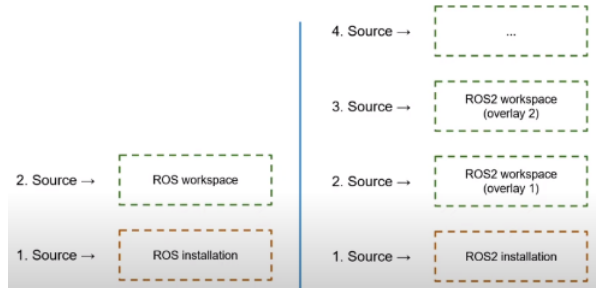 2. Source → ROS workspace
1. Source → ROS installation
4. Source → ...
3. Source → ROS2 workspace
(overlay 2)
2. Source → ROS2 workspace
(overlay 1)
1. Source → ROS2 installation